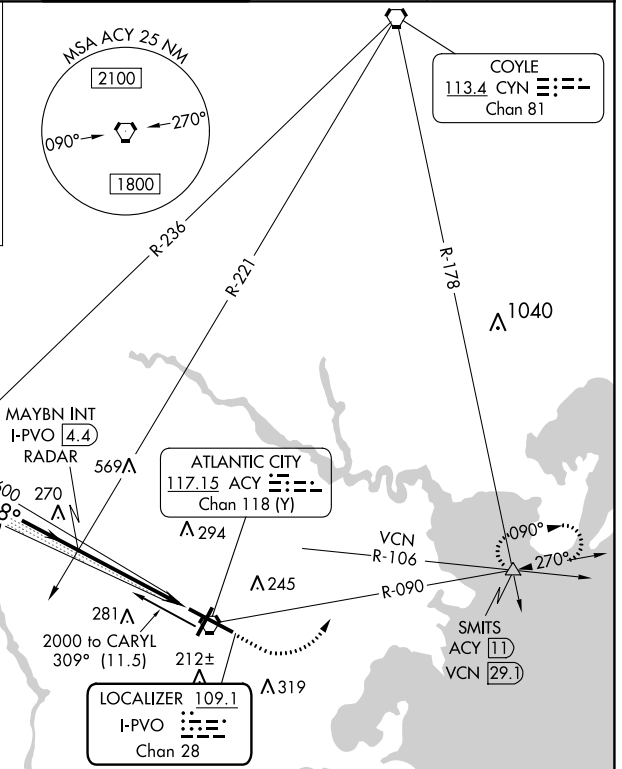 MSA ACY 25 NM
2100
090°
270°
1800
COYLE
113.4 CYN
Chan 81
R-236
R-221
R-178
1040
MAYBN INT
I-PVO 4.4
RADAR
569
270
ATLANTIC CITY
117.15 ACY
Chan 118 (Y)
294
VCN
R-106
090°
270°
245
R-090
281
2000 to CARYL
309° (11.5)
SMITS
ACY 11
VCN 29.1
212±
319
LOCALIZER 109.1
I-PVO
Chan 28